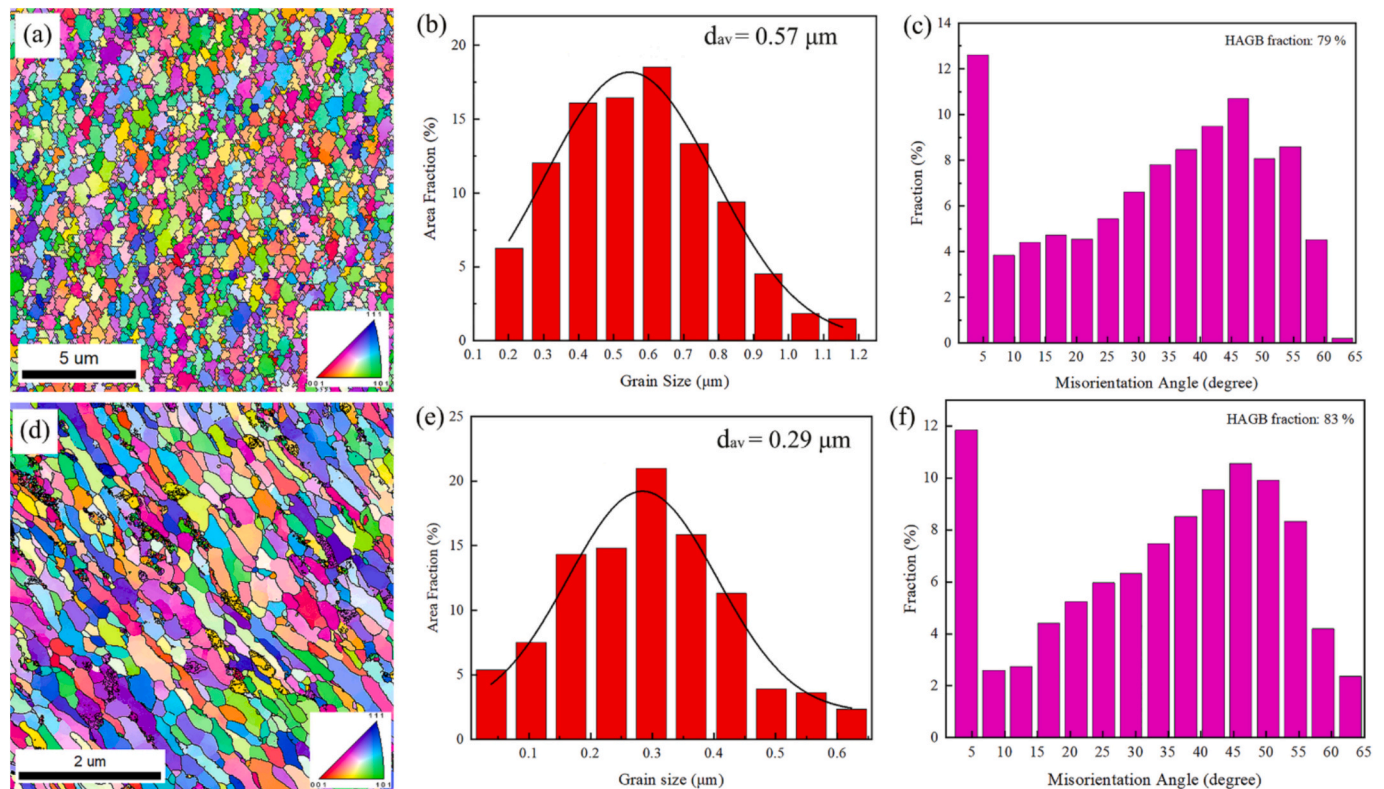 (a)
5 um
111
001
101
(b)
dav = 0.57 μm
20
15
10
5
0
Area Fraction (%)
0.1 0.2 0.3 0.4 0.5 0.6 0.7 0.8 0.9 1.0 1.1 1.2
Grain Size (μm)
(c)
HAGB fraction: 79 %
14
12
10
8
6
4
2
0
Fraction (%)
5 10 15 20 25 30 35 40 45 50 55 60 65
Misorientation Angle (degree)
(d)
2 um
111
001
101
(e)
dav = 0.29 μm
25
20
15
10
5
0
Area Fraction (%)
0.1 0.2 0.3 0.4 0.5 0.6
Grain size (μm)
(f)
HAGB fraction: 83 %
12
10
8
6
4
2
0
Fraction (%)
5 10 15 20 25 30 35 40 45 50 55 60 65
Misorientation Angle (degree)